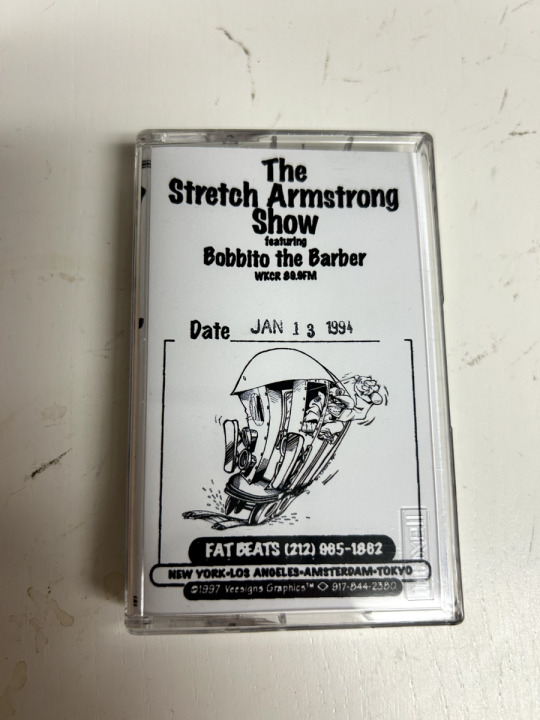 The
Stretch Armstrong
Show
featuring
Bobbito the Barber
WKCR 89.9FM
Date JAN 13 1994
FAT BEATS (212) 965-1862
NEW YORK•LOS ANGELES•AMSTERDAM•TOKYO
©1997 Veesigns Graphics™ ◇ 917-844-2380
maxell